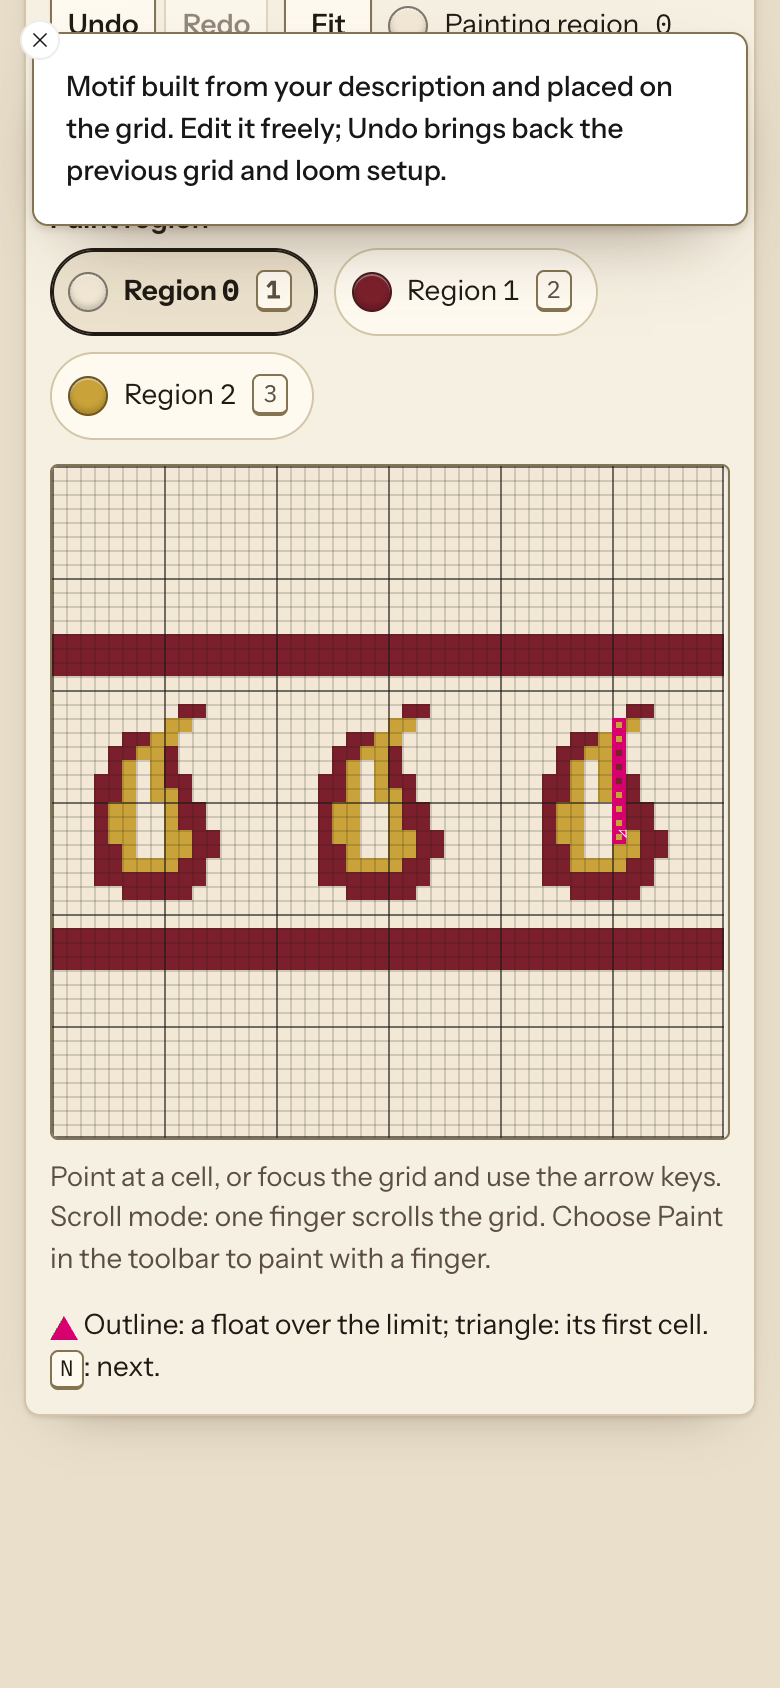 Undo Redo Fit Painting region 0
Motif built from your description and placed on
the grid. Edit it freely; Undo brings back the
previous grid and loom setup.
Paint region
Region 0 1 Region 1 2
Region 2 3
Point at a cell, or focus the grid and use the arrow keys.
Scroll mode: one finger scrolls the grid. Choose Paint
in the toolbar to paint with a finger.
Outline: a float over the limit; triangle: its first cell.
N : next.